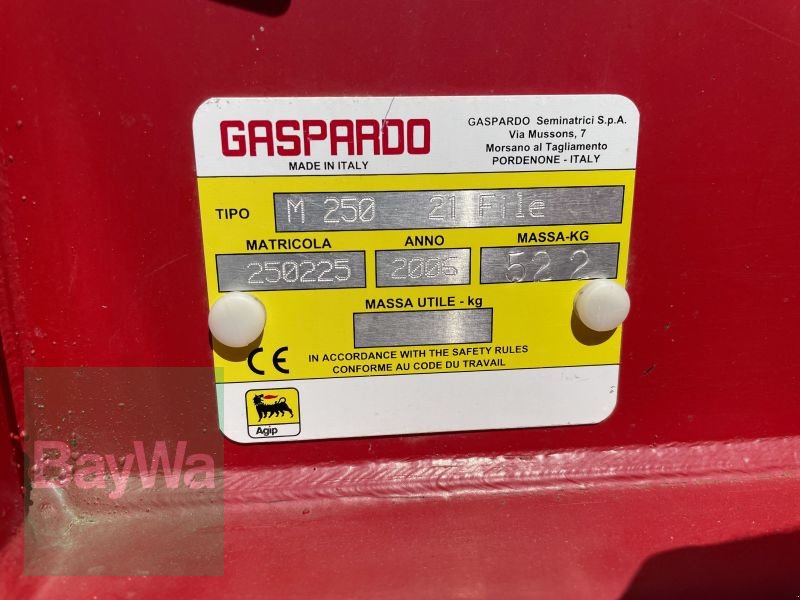 GASPARDO
MADE IN ITALY
GASPARDO Seminatrici S.p.A.
Via Mussons, 7
Morsano al Tagliamento
PORDENONE - ITALY
TIPO M 250 21 File
MATRICOLA ANNO MASSA-KG
250225 2006 522
MASSA UTILE - kg
CE
IN ACCORDANCE WITH THE SAFETY RULES
CONFORME AU CODE DU TRAVAIL
Agip
BayWa